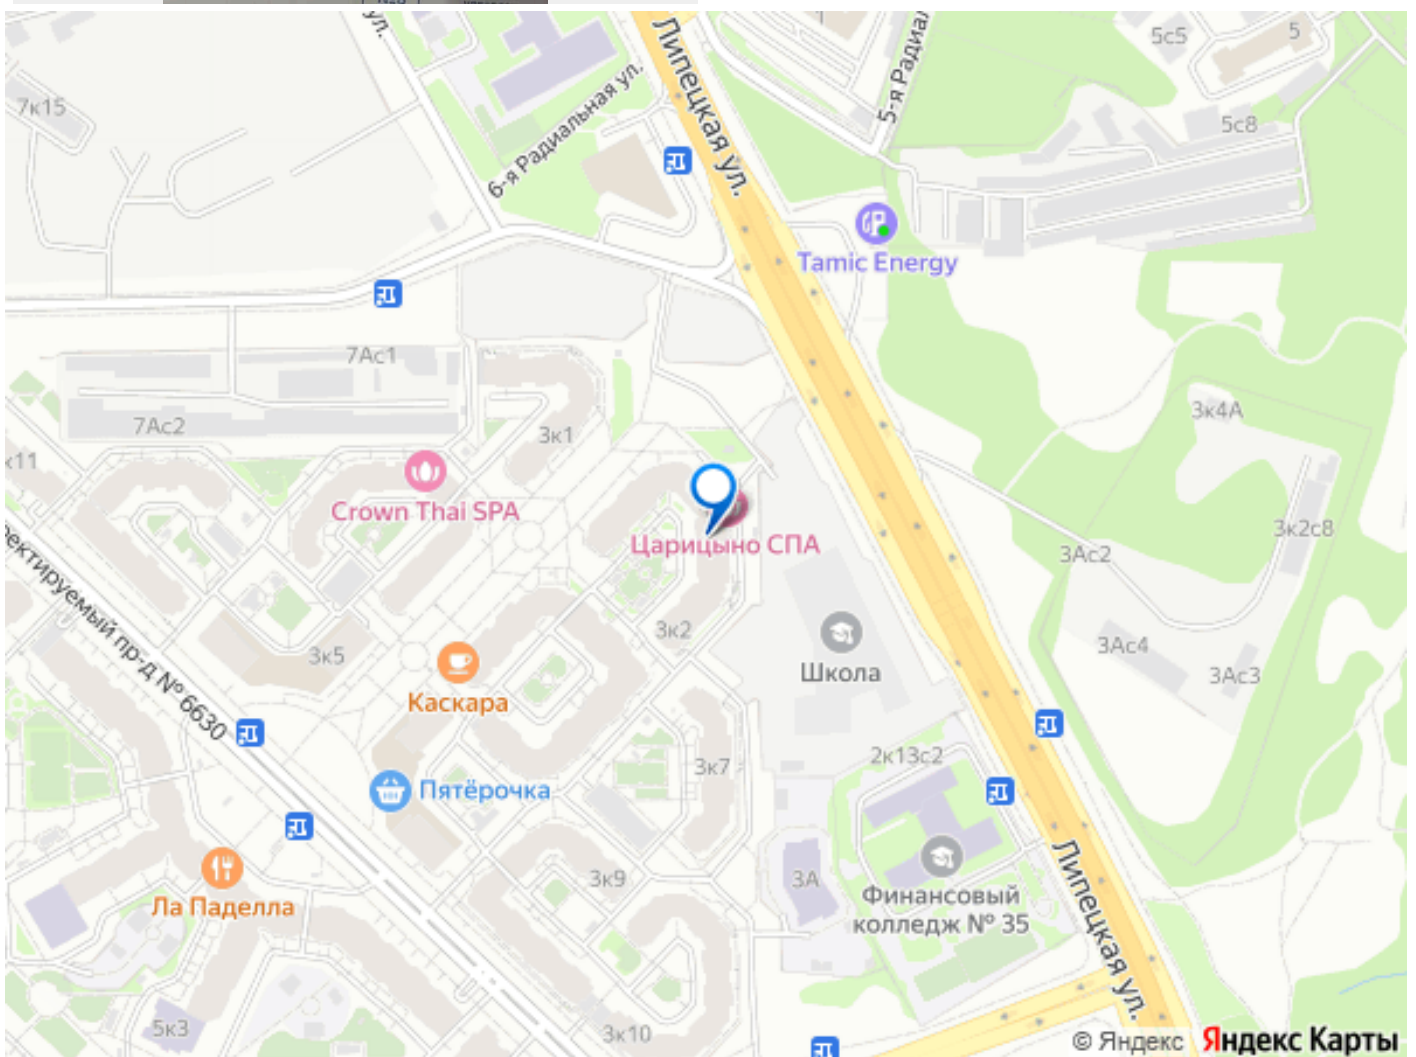 ул.
Липецкая ул.
5-я Радиал
5с5
5
7к15
5с8
6-я Радиальная ул.
Tamic Energy
7Ас1
7Ас2
3к1
3к4А
к11
Crown Thai SPA
Царицыно СПА
3к2с8
3Ас2
ектируемый пр-д № 6630
3к2
3к5
Школа
3Ас4
3Ас3
Каскара
2к13с2
3к7
Пятёрочка
3к9
3А
Финансовый
колледж № 35
Ла Паделла
Липецкая ул.
5к3
3к10
© Яндекс Яндекс Карты